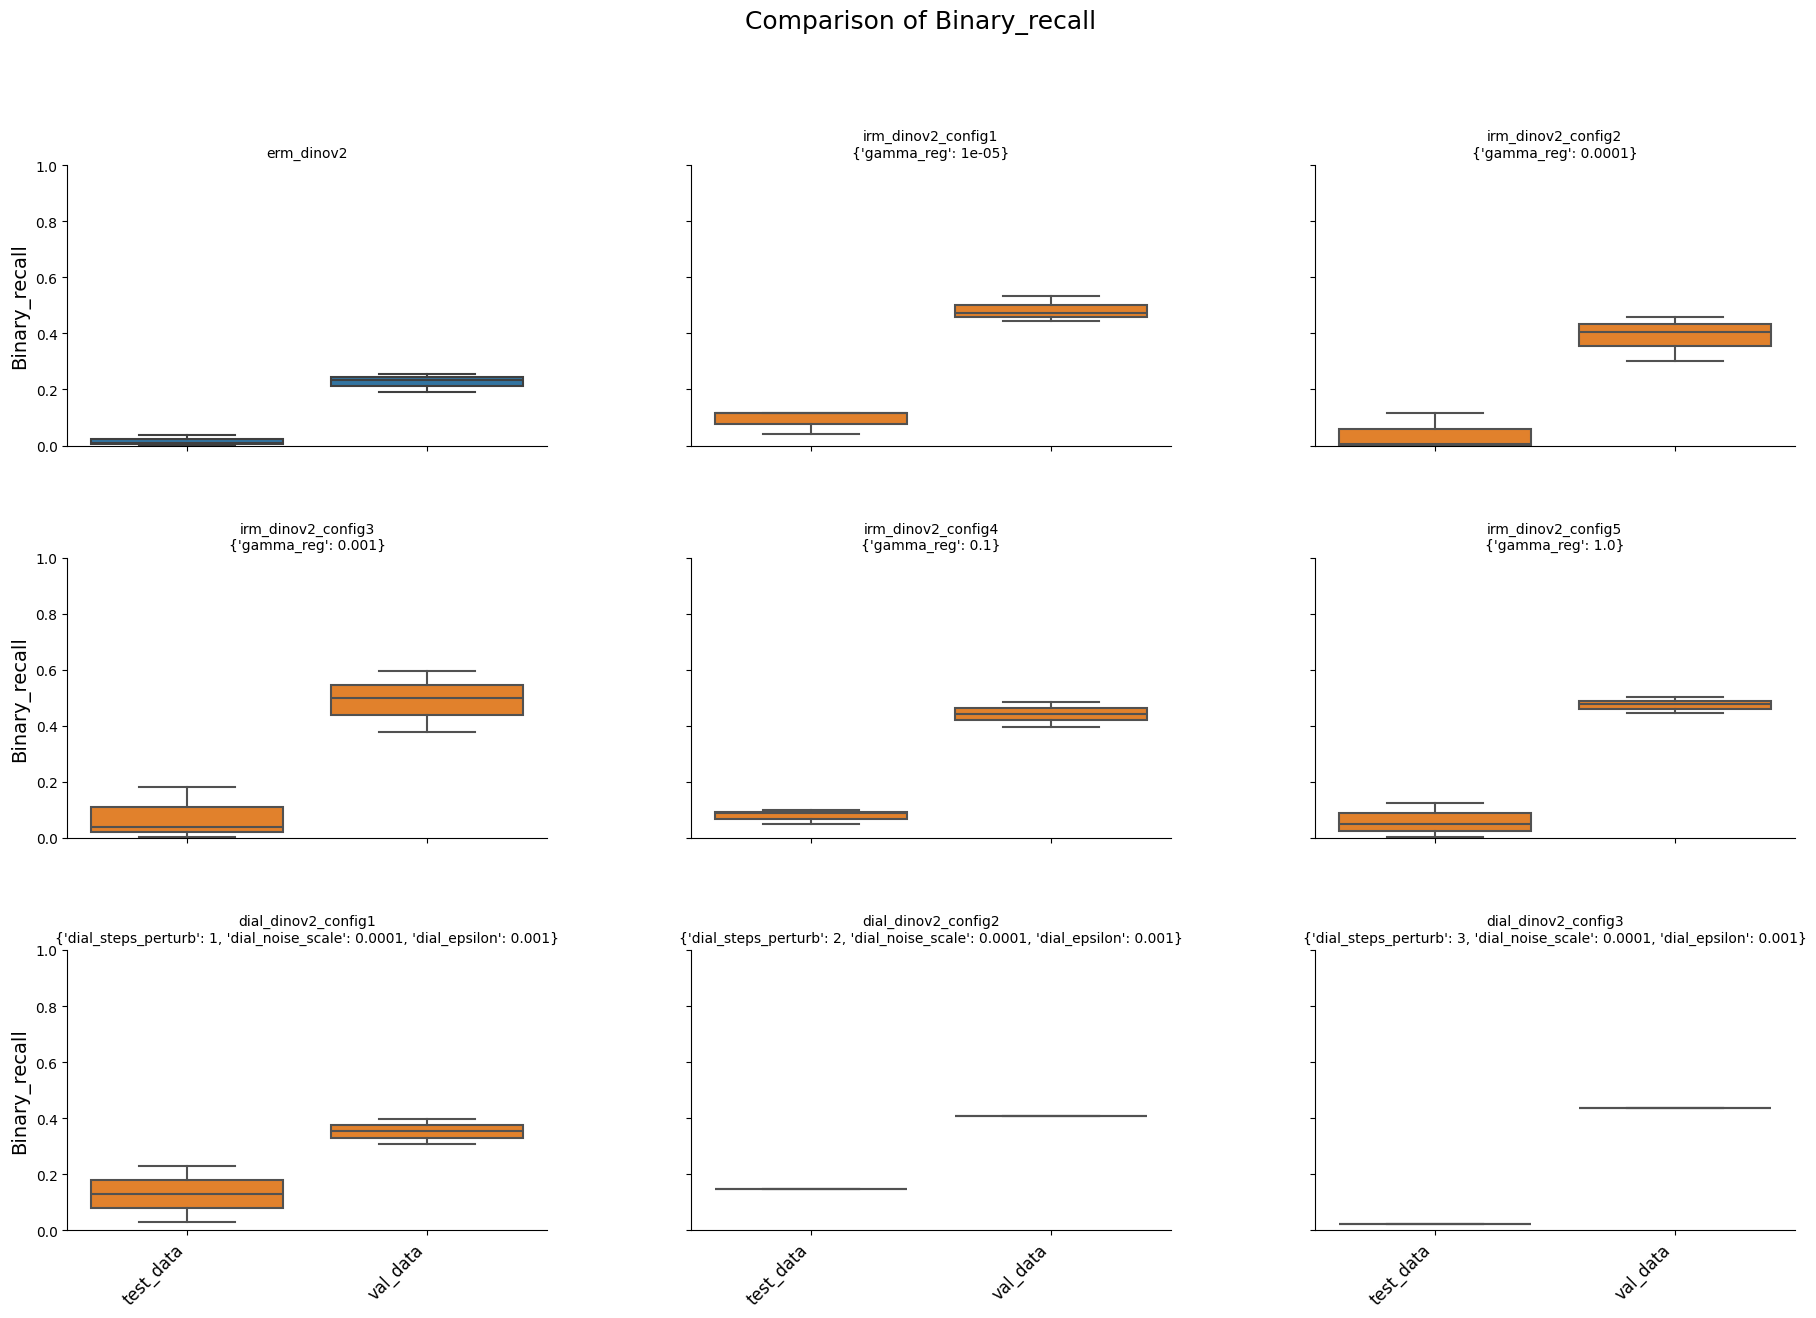 Comparison of Binary_recall
erm_dinov2
irm_dinov2_config1
{'gamma_reg': 1e-05}
irm_dinov2_config2
{'gamma_reg': 0.0001}
Binary_recall
1.0
0.8
0.6
0.4
0.2
0.0
irm_dinov2_config3
{'gamma_reg': 0.001}
irm_dinov2_config4
{'gamma_reg': 0.1}
irm_dinov2_config5
{'gamma_reg': 1.0}
Binary_recall
1.0
0.8
0.6
0.4
0.2
0.0
dial_dinov2_config1
{'dial_steps_perturb': 1, 'dial_noise_scale': 0.0001, 'dial_epsilon': 0.001}
dial_dinov2_config2
{'dial_steps_perturb': 2, 'dial_noise_scale': 0.0001, 'dial_epsilon': 0.001}
dial_dinov2_config3
{'dial_steps_perturb': 3, 'dial_noise_scale': 0.0001, 'dial_epsilon': 0.001}
Binary_recall
1.0
0.8
0.6
0.4
0.2
0.0
test_data
val_data
test_data
val_data
test_data
val_data